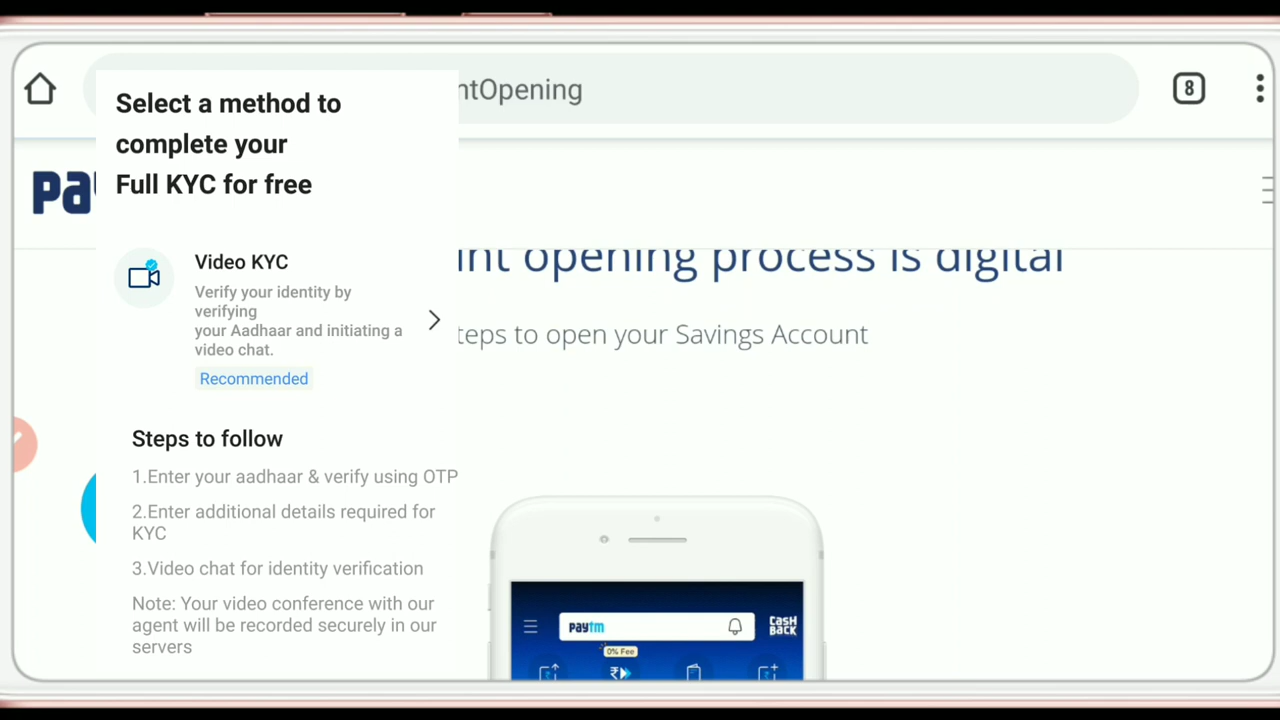 ntOpening
8
Select a method to
complete your
Full KYC for free
Pa
Video KYC
Verify your identity by
verifying
your Aadhaar and initiating a
video chat.
Recommended
int opening process is digital
teps to open your Savings Account
Steps to follow
1.Enter your aadhaar & verify using OTP
2.Enter additional details required for
KYC
3.Video chat for identity verification
Note: Your video conference with our
agent will be recorded securely in our
servers
paytm
CASH
BACK
0% Fee